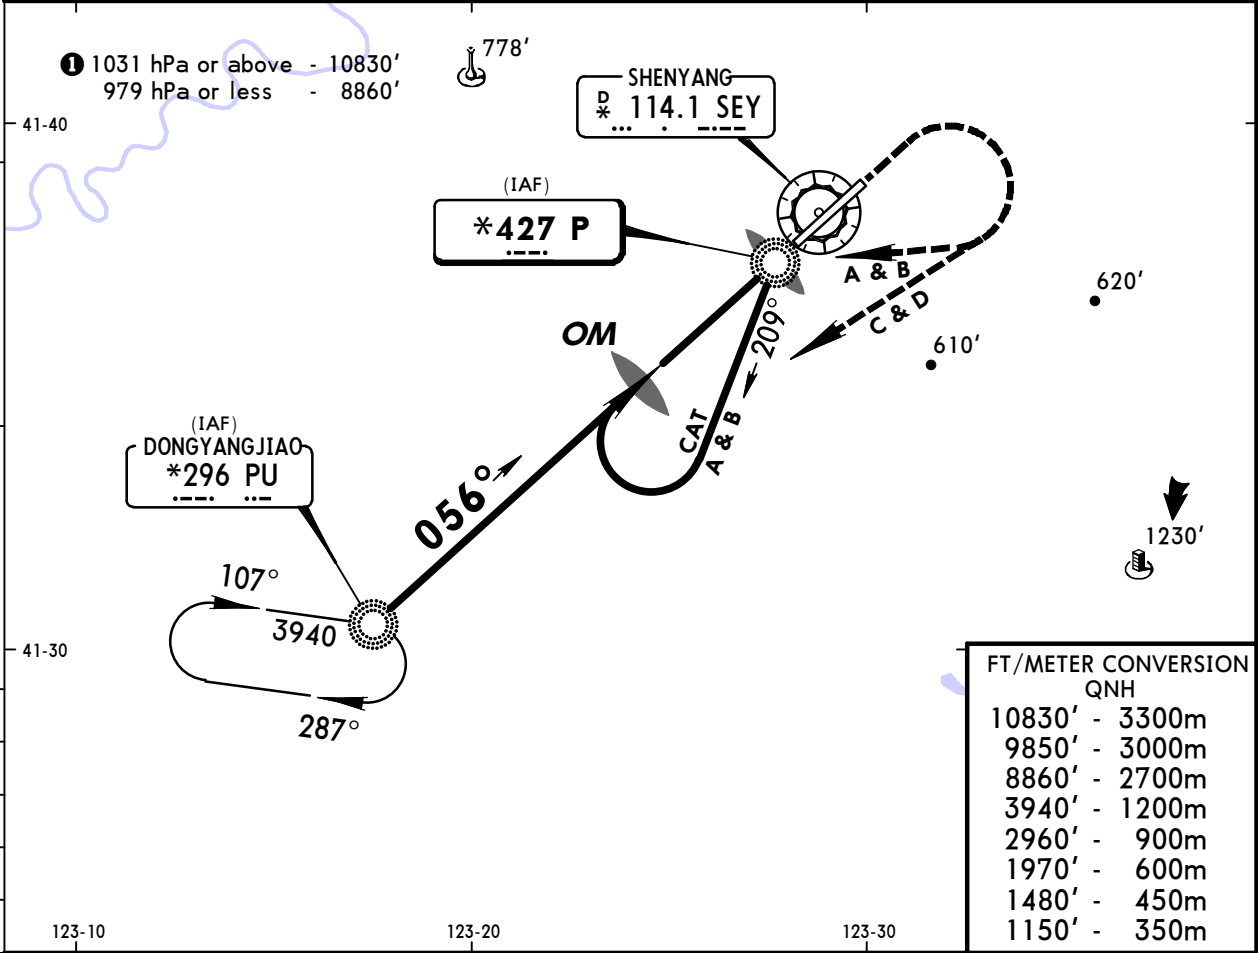 ❶ 1031 hPa or above - 10830'
979 hPa or less - 8860'
778'
SHENYANG
D
* 114.1 SEY
41-40
(IAF)
*427 P
A & B
C & D
620'
610'
OM
209°
CAT
A & B
(IAF)
DONGYANGJIAO
*296 PU
056°
1230'
107°
3940
287°
41-30
FT/METER CONVERSION
QNH
10830' - 3300m
9850' - 3000m
8860' - 2700m
3940' - 1200m
2960' - 900m
1970' - 600m
1480' - 450m
1150' - 350m
123-10
123-20
123-30